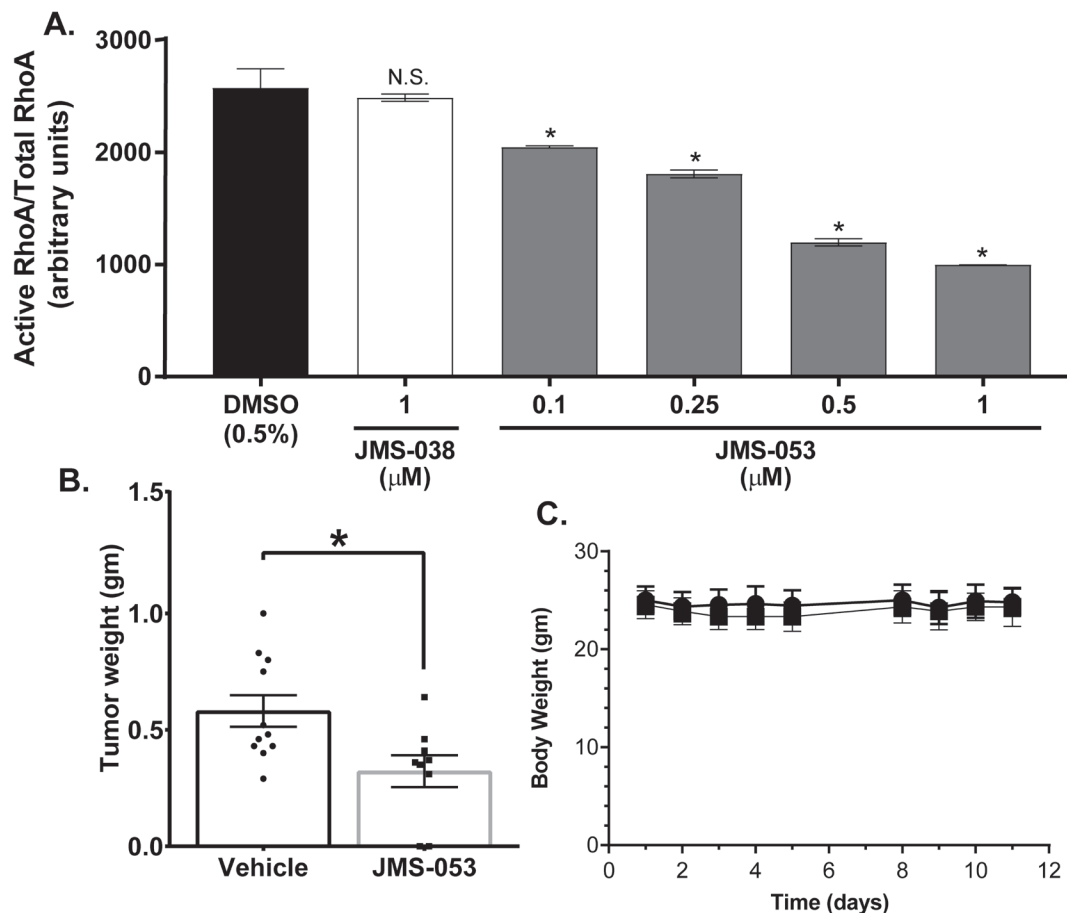 A.
Active RhoA/Total RhoA
(arbitrary units)
3000
2000
1000
0
N.S.
*
*
*
*
DMSO
(0.5%)
1
0.1
0.25
0.5
1
JMS-038
(μM)
JMS-053
(μM)
B.
Tumor weight (gm)
1.5
1.0
0.5
0.0
*
Vehicle
JMS-053
C.
Body Weight (gm)
30
20
10
0
0
2
4
6
8
10
12
Time (days)